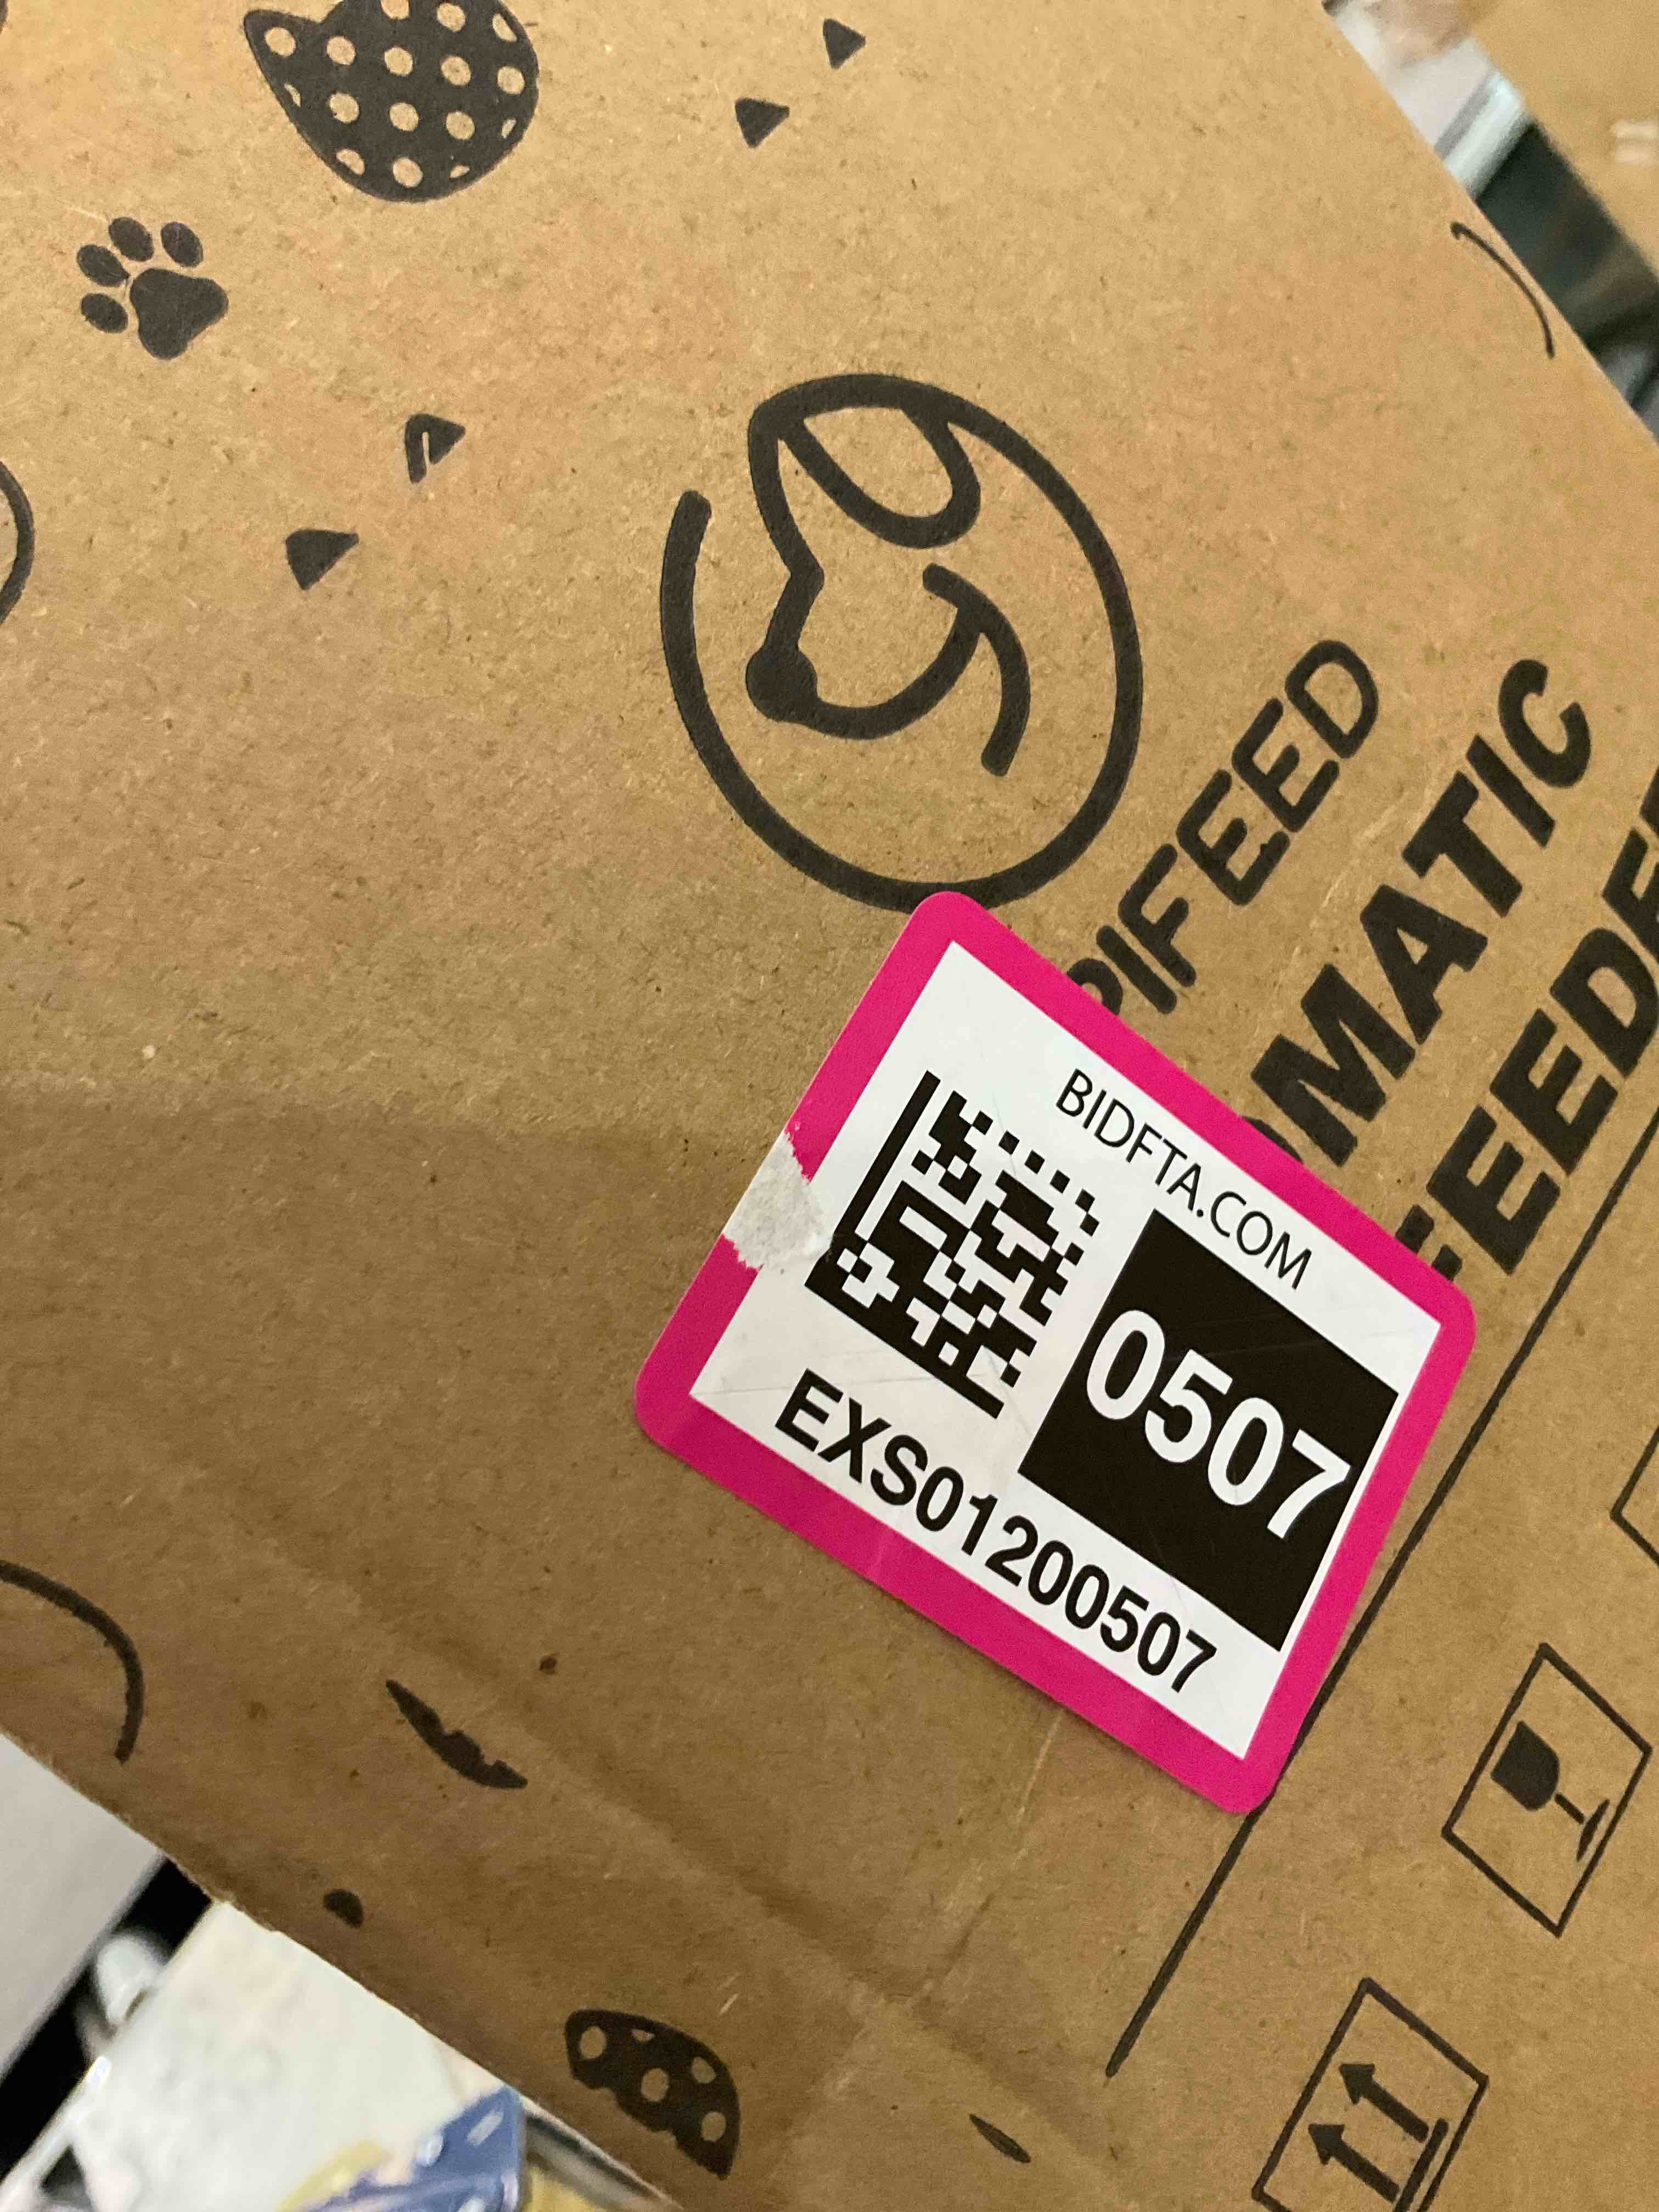 PIFEED
OMATIC
FEEDE
BIDFTA.COM
0507
EXS01200507